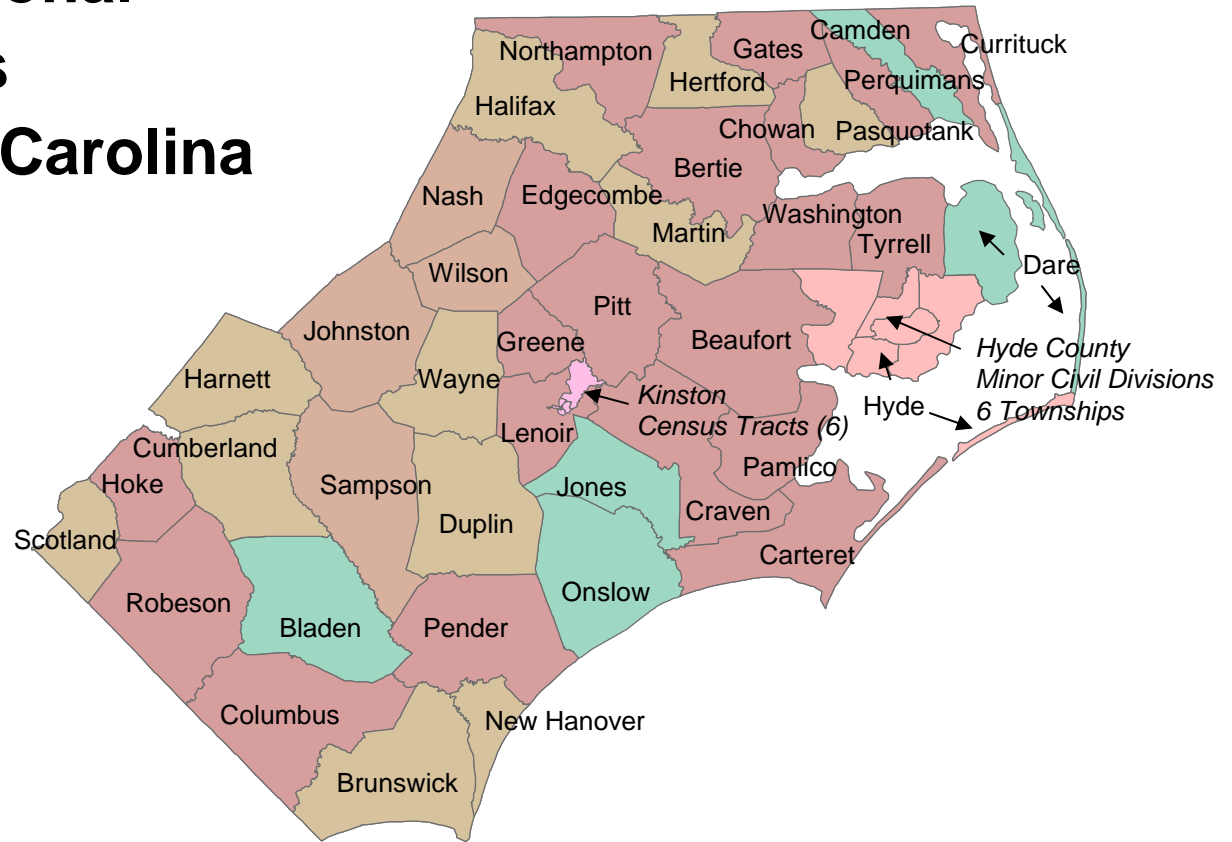 onal
s
Carolina
Camden
Northampton
Gates
Currituck
Hertford
Perquimans
Halifax
Chowan
Pasquotank
Bertie
Nash
Edgecombe
Washington
Martin
Tyrrell
Wilson
Dare
Pitt
Johnston
Greene
Beaufort
Hyde County
Minor Civil Divisions
6 Townships
Harnett
Wayne
Kinston
Census Tracts (6)
Hyde
Lenoir
Cumberland
Pamlico
Hoke
Sampson
Jones
Craven
Duplin
Scotland
Carteret
Onslow
Robeson
Bladen
Pender
Columbus
New Hanover
Brunswick